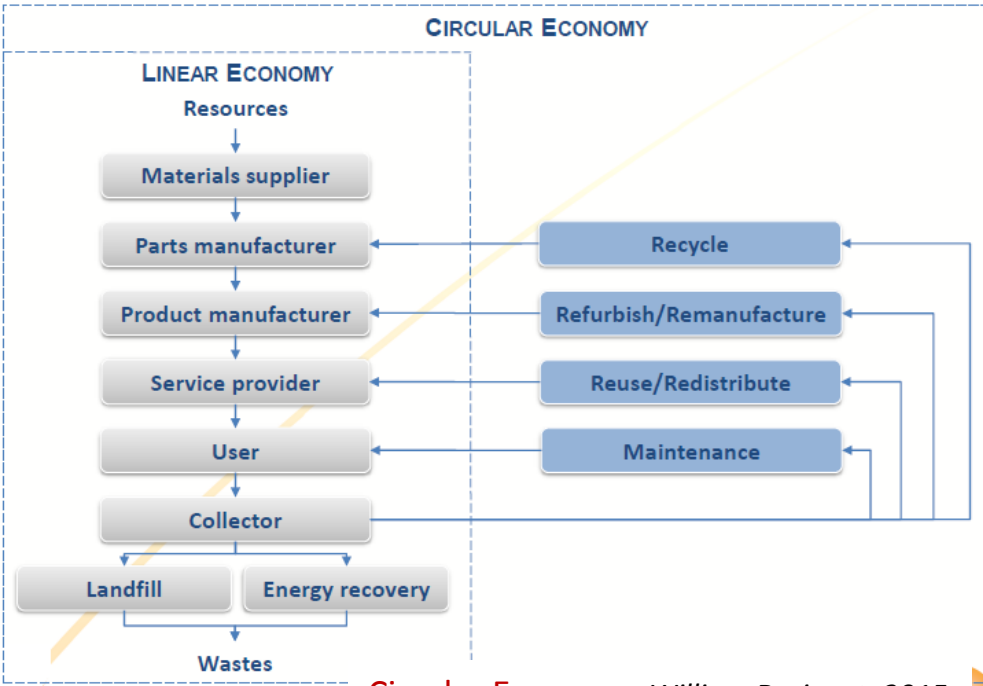 CIRCULAR ECONOMY
LINEAR ECONOMY
Resources
Materials supplier
Parts manufacturer
Recycle
Product manufacturer
Refurbish/Remanufacture
Service provider
Reuse/Redistribute
User
Maintenance
Collector
Landfill
Energy recovery
Wastes